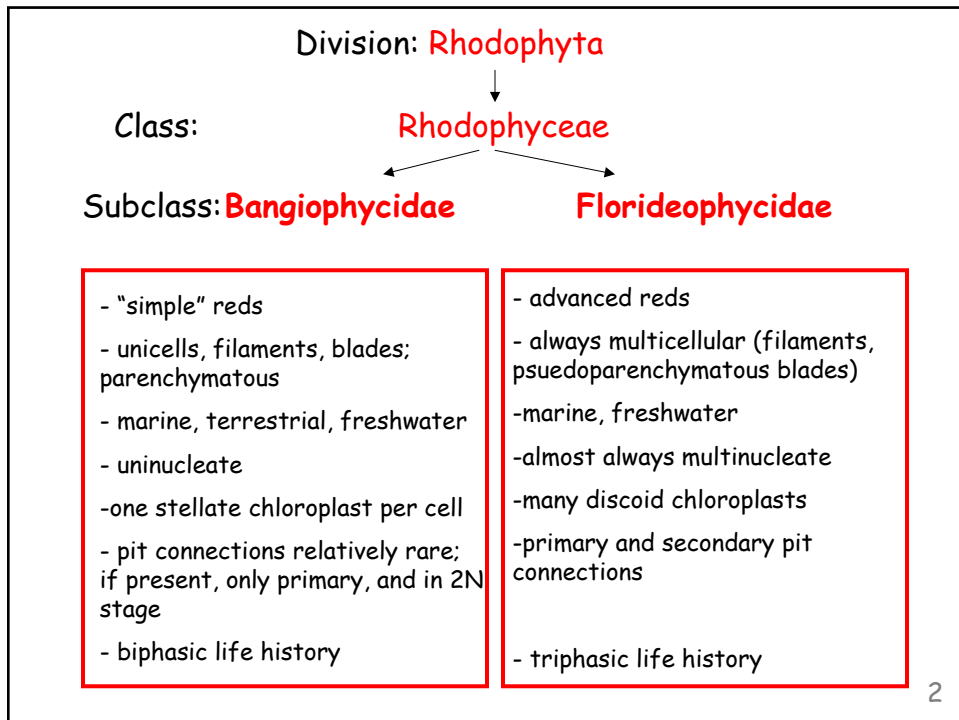 Division: Rhodophyta
Class: Rhodophyceae
Subclass: Bangiophycidae Florideophycidae
- “simple” reds
- unicells, filaments, blades;
parenchymatous
- marine, terrestrial, freshwater
- uninucleate
-one stellate chloroplast per cell
- pit connections relatively rare;
if present, only primary, and in 2N
stage
- biphasic life history
- advanced reds
- always multicellular (filaments,
psuedoparenchymatous blades)
-marine, freshwater
-almost always multinucleate
-many discoid chloroplasts
-primary and secondary pit
connections
- triphasic life history
2